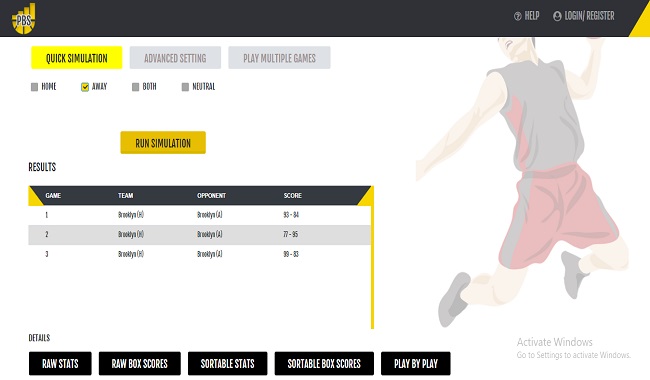 PBS
HELP LOGIN/ REGISTER
QUICK SIMULATION ADVANCED SETTING PLAY MULTIPLE GAMES
HOME AWAY BOTH NEUTRAL
RUN SIMULATION
RESULTS
GAME TEAM OPPONENT SCORE
1 Brooklyn (H) Brooklyn (A) 93 - 84
2 Brooklyn (H) Brooklyn (A) 77 - 95
3 Brooklyn (H) Brooklyn (A) 99 - 83
Activate Windows
Go to Settings to activate Windows.
DETAILS
RAW STATS RAW BOX SCORES SORTABLE STATS SORTABLE BOX SCORES PLAY BY PLAY